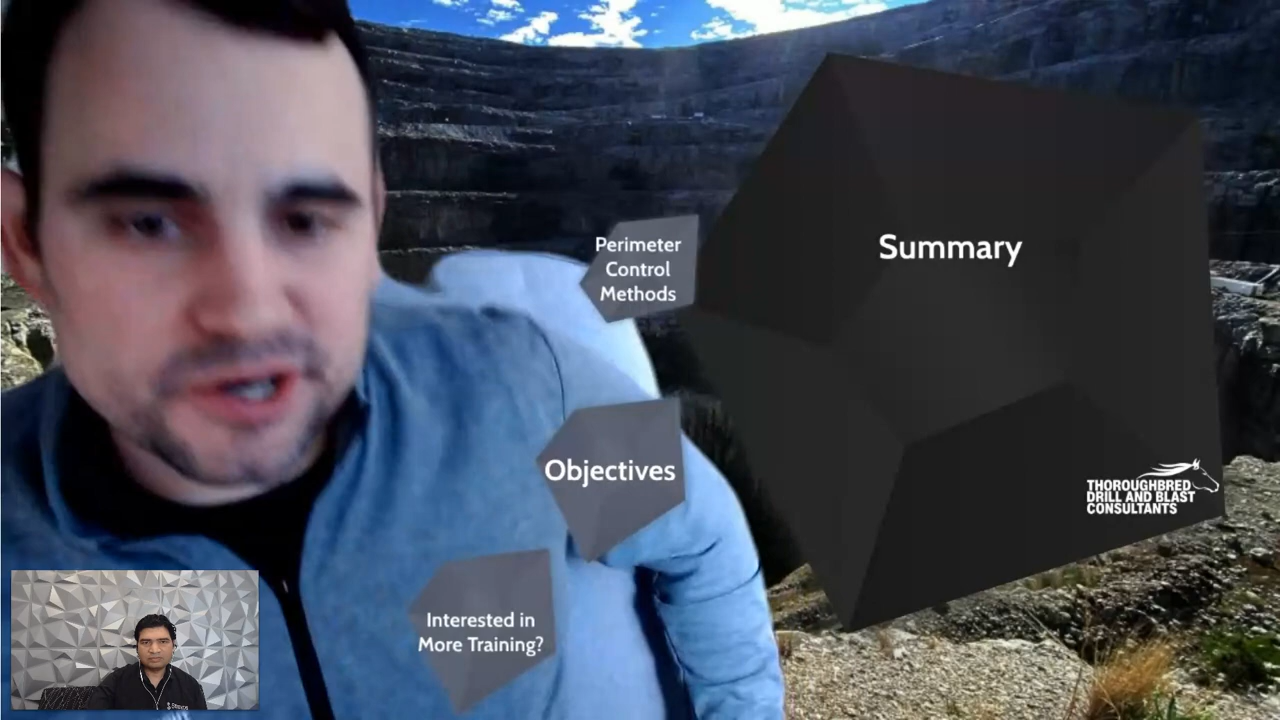 Perimeter
Control
Methods
Summary
Objectives
THOROUGHBRED
DRILL AND BLAST
CONSULTANTS
Interested in
More Training?